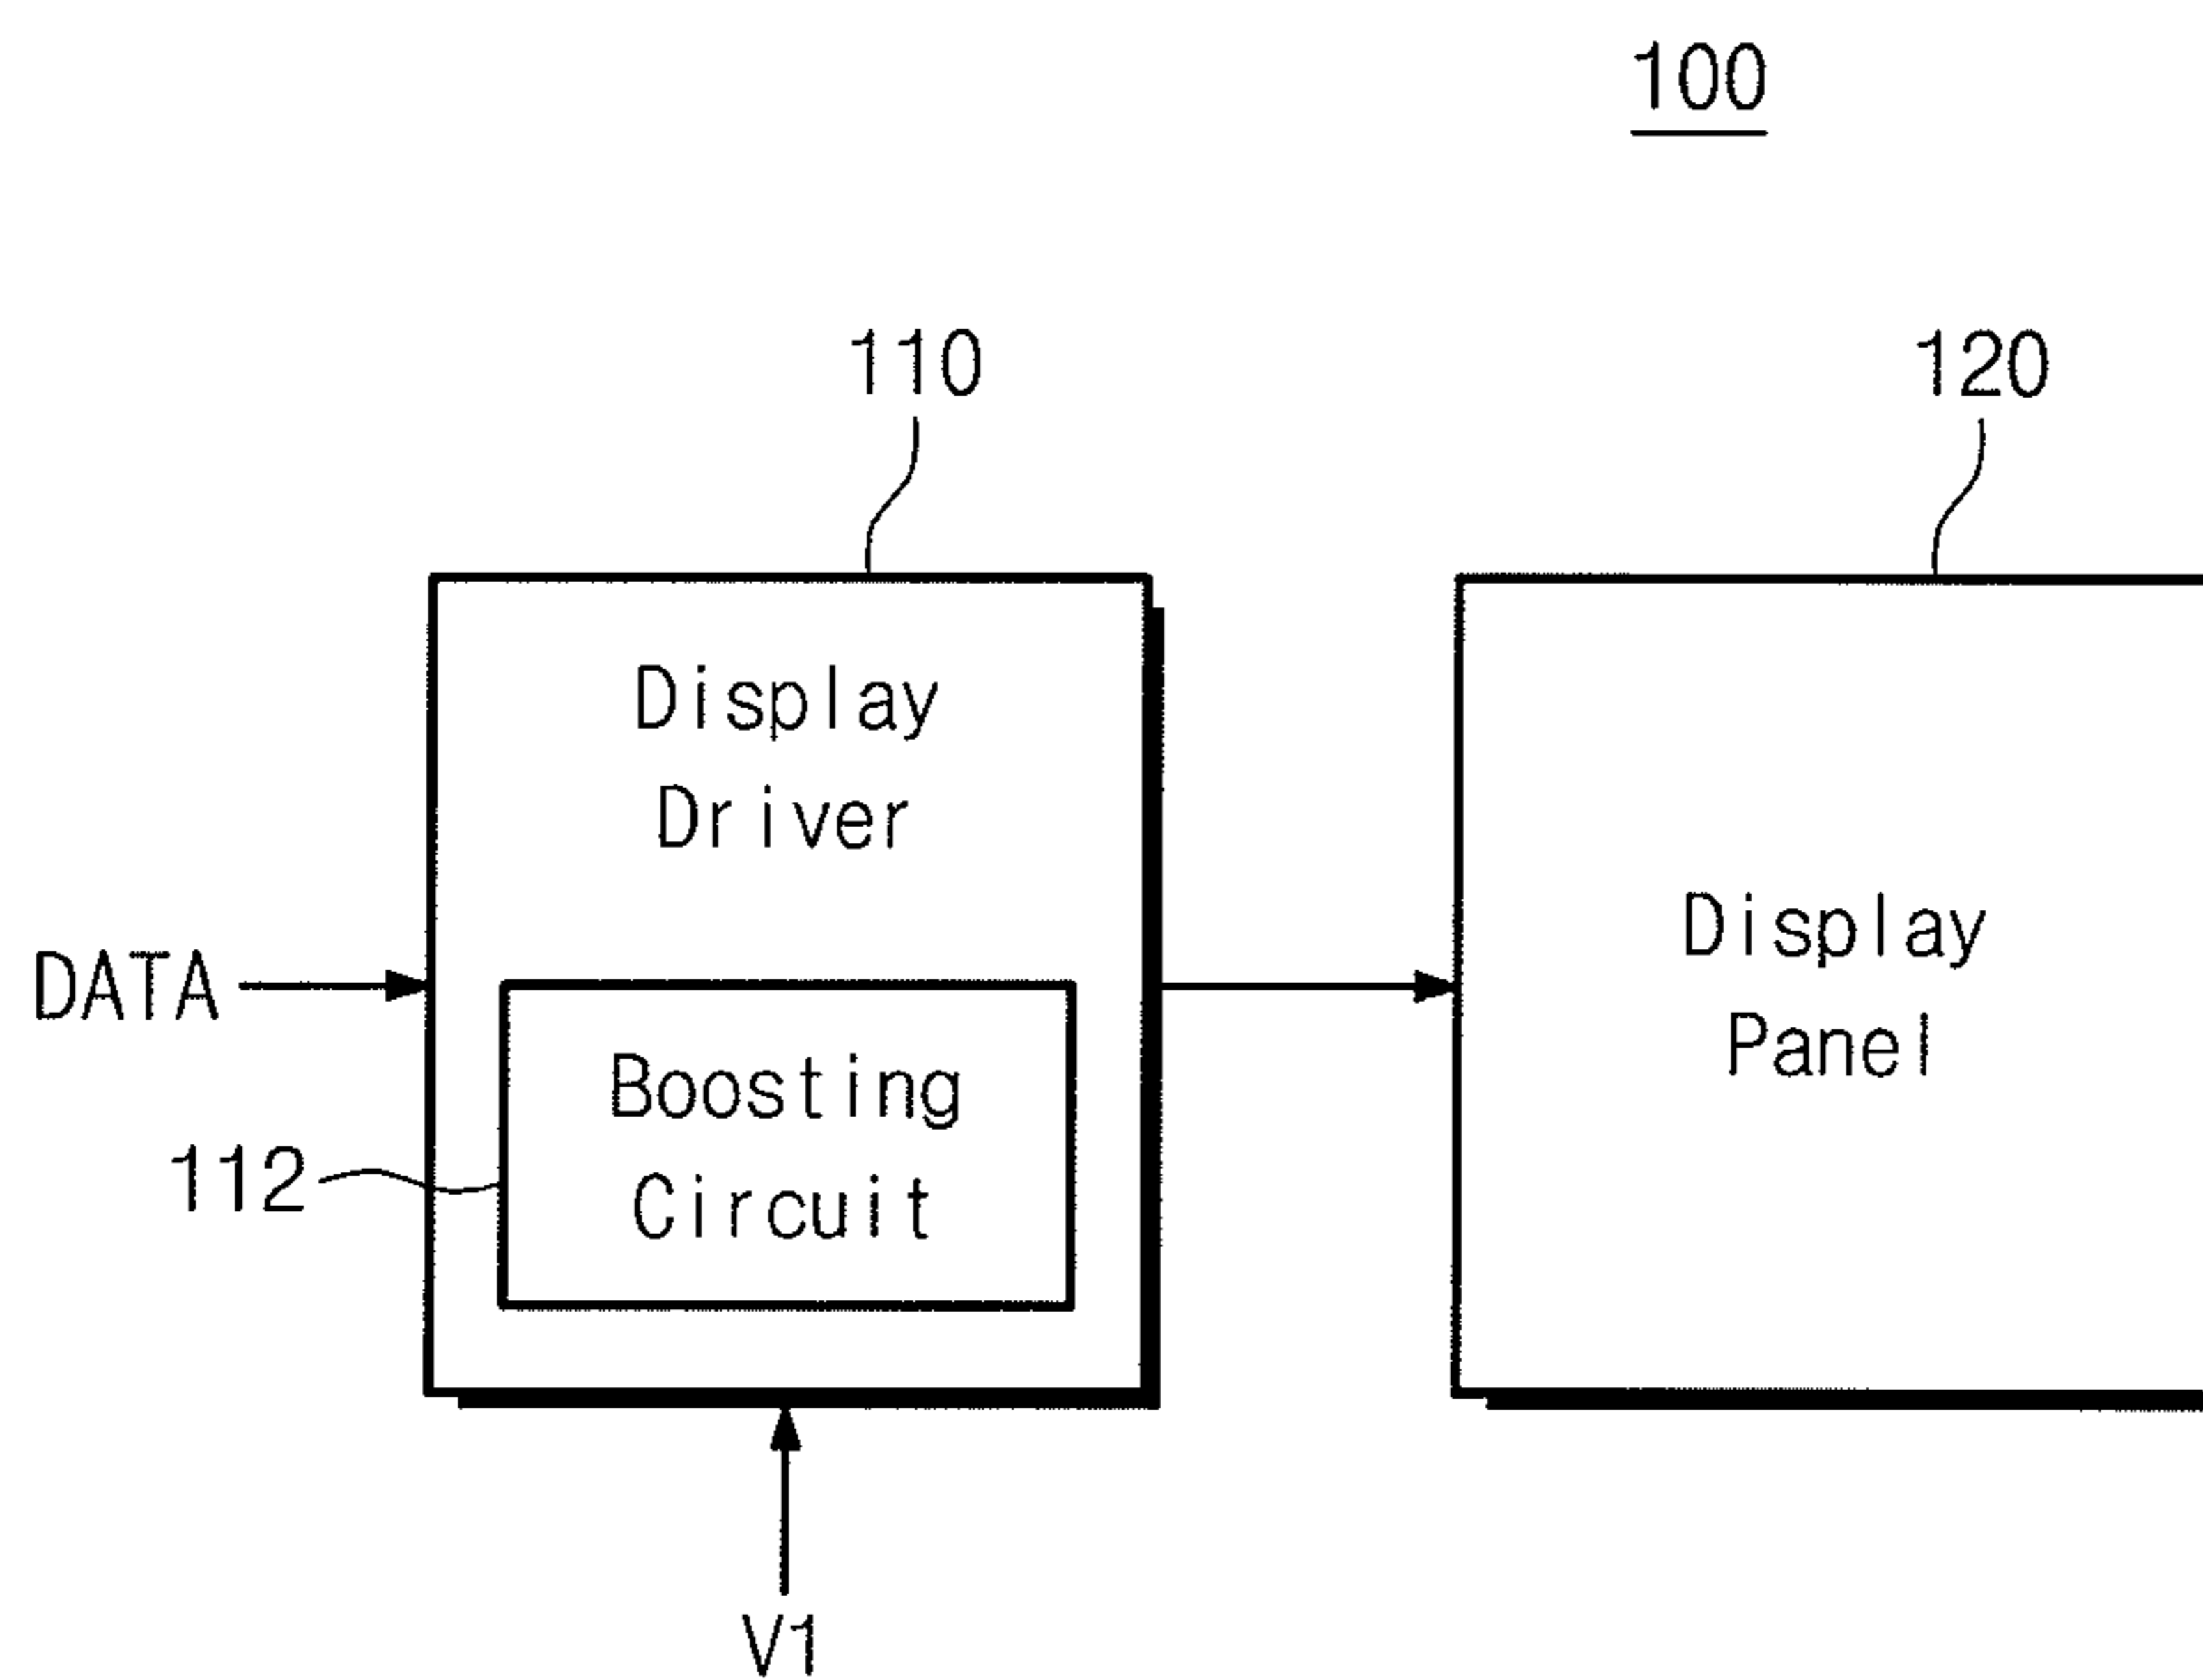 100
110
120
Display
Driver
DATA
Boosting
Circuit
112
Display
Panel
V1